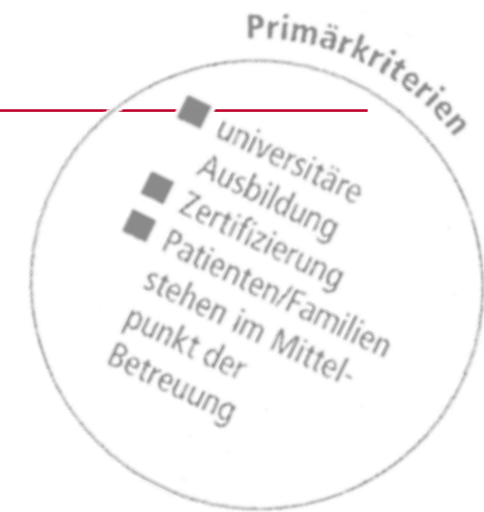 Primärkriterien
■ universitäre
Ausbildung
■ Zertifizierung
■ Patienten/Familien
stehen im Mittel-
punkt der
Betreuung